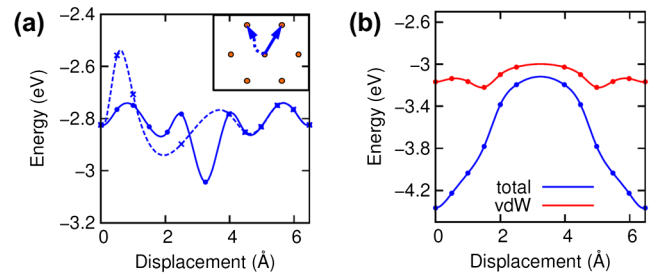 (a)
Energy (eV)
−2.4
−2.6
−2.8
−3
−3.2
0
2
4
6
Displacement (Å)
(b)
Energy (eV)
−2.6
−3
−3.4
−3.8
−4.2
total
vdW
0
2
4
6
Displacement (Å)